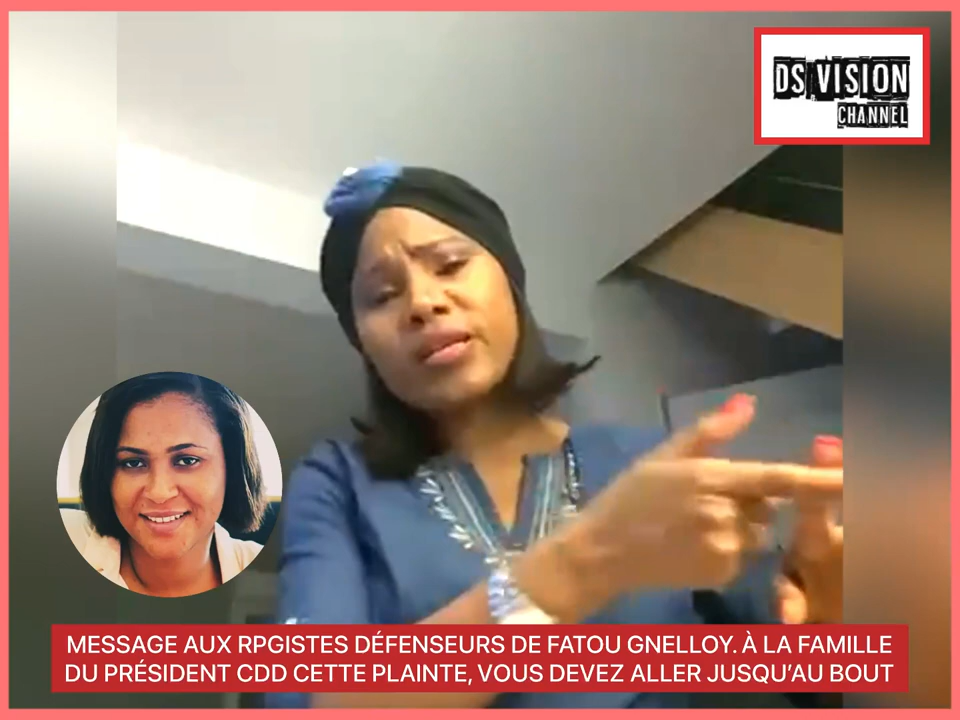 DS VISION
CHANNEL
MESSAGE AUX RPGISTES DÉFENSEURS DE FATOU GNELLOY. À LA FAMILLE
DU PRÉSIDENT CDD CETTE PLAINTE, VOUS DEVEZ ALLER JUSQU’AU BOUT